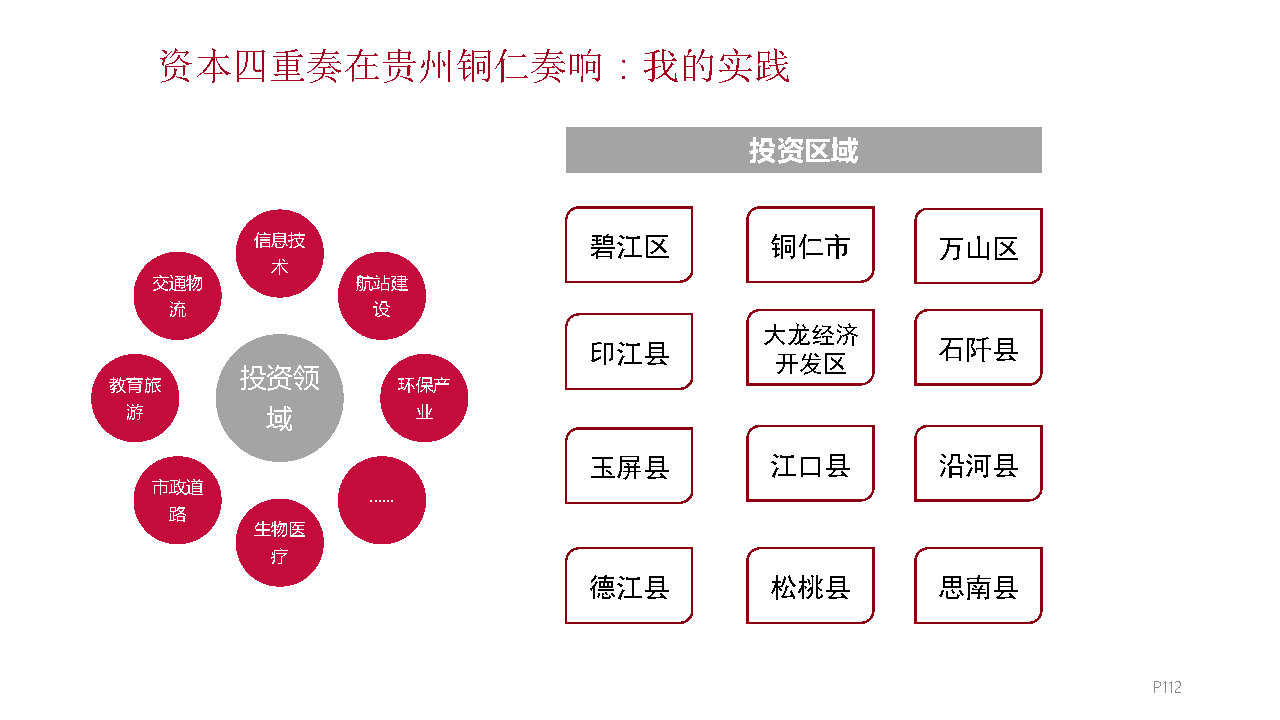 资本四重奏在贵州铜仁奏响：我的实践
信息技
术
交通物
流
航站建
设
教育旅
游
投资领
域
环保产
业
市政道
路
......
生物医
疗
投资区域
碧江区
铜仁市
万山区
印江县
大龙经济
开发区
石阡县
玉屏县
江口县
沿河县
德江县
松桃县
思南县
P112